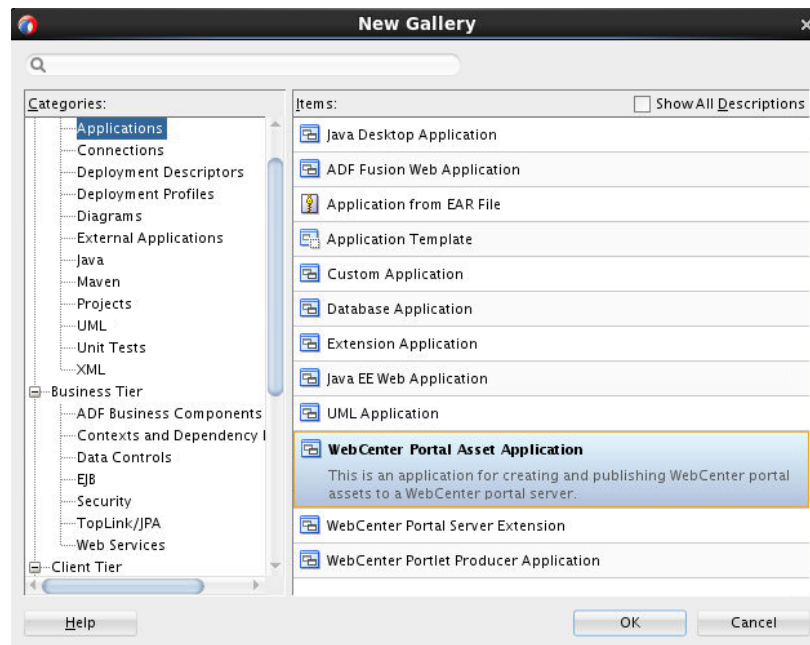 New Gallery
Categories:
Applications
Connections
Deployment Descriptors
Deployment Profiles
Diagrams
External Applications
Java
Maven
Projects
UML
Unit Tests
XML
Business Tier
ADF Business Components
Contexts and Dependency I
Data Controls
EJB
Security
TopLink/JPA
Web Services
Client Tier
Items:
Show All Descriptions
Java Desktop Application
ADF Fusion Web Application
Application from EAR File
Application Template
Custom Application
Database Application
Extension Application
Java EE Web Application
UML Application
WebCenter Portal Asset Application
This is an application for creating and publishing WebCenter portal
assets to a WebCenter portal server.
WebCenter Portal Server Extension
WebCenter Portlet Producer Application
Help
OK
Cancel